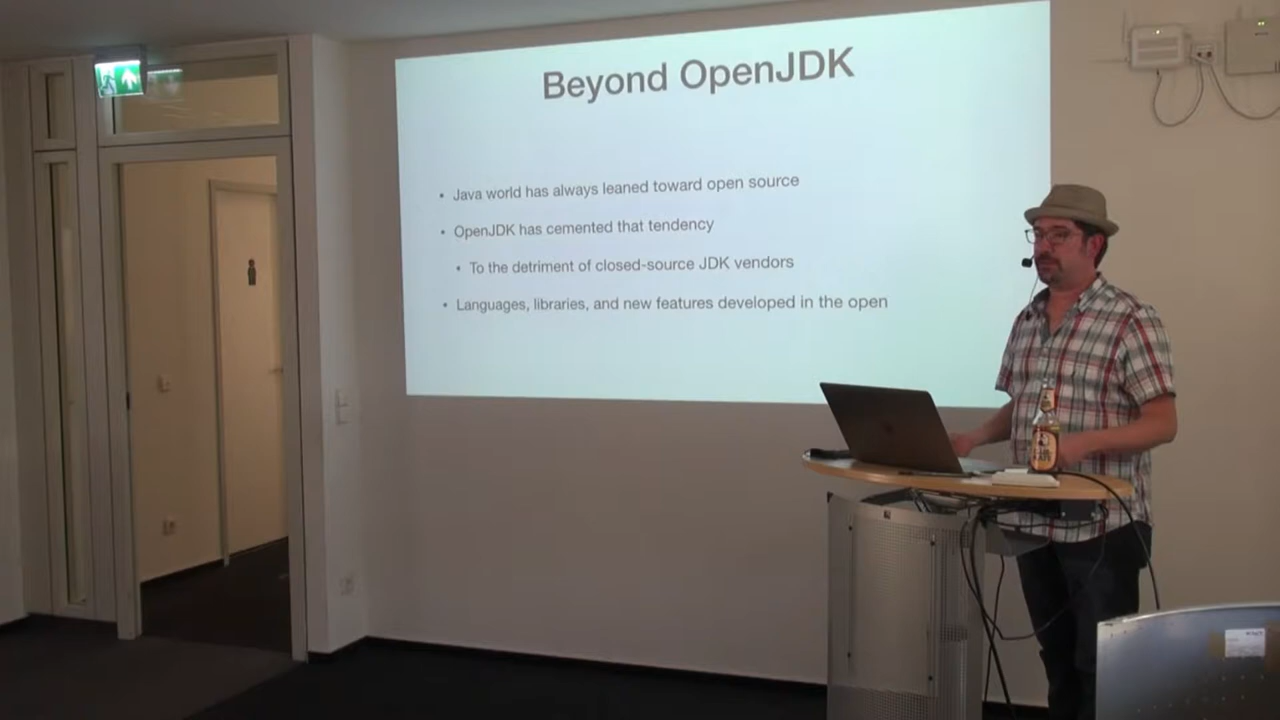 Beyond OpenJDK
• Java world has always leaned toward open source
• OpenJDK has cemented that tendency
• To the detriment of closed-source JDK vendors
• Languages, libraries, and new features developed in the open